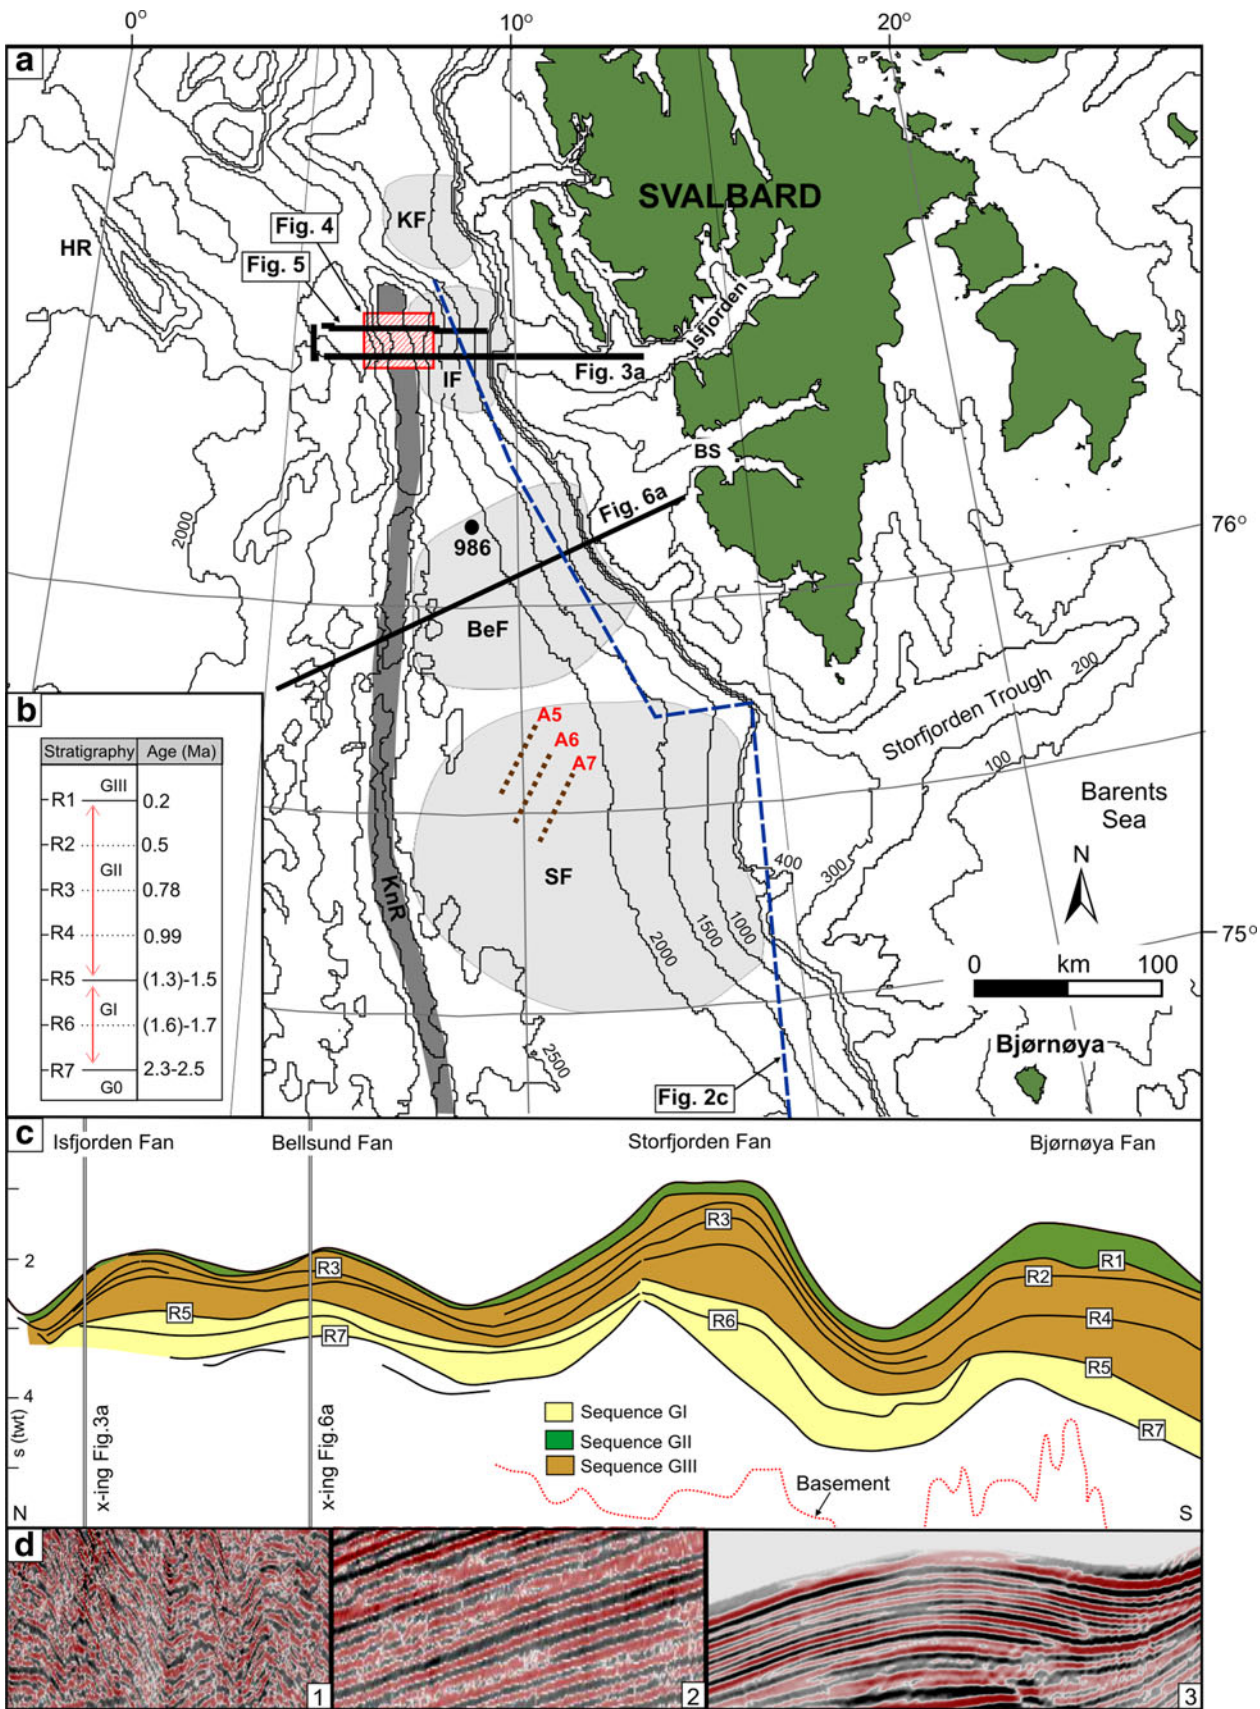 0°
10°
20°
a
SVALBARD
KF
HR
Fig. 4
Fig. 5
Isfjorden
Fig. 3a
IF
BS
Fig. 6a
2000
986
76°
BeF
200
Storfjorden Trough
100
Barents
Sea
A5
A6
A7
N
SF
KnR
400
300
2000
1500
1000
2500
75°
0 km 100
Bjørnøya
Fig. 2c
b
Stratigraphy Age (Ma)
GIII
R1 0.2
R2 0.5
GII
R3 0.78
R4 0.99
R5 (1.3)-1.5
GI
R6 (1.6)-1.7
R7 2.3-2.5
G0
c
Isfjorden Fan Bellsund Fan Storfjorden Fan Bjørnøya Fan
2
4
s (twt)
N
S
x-ing Fig.3a
x-ing Fig.6a
R5
R3
R7
R3
R6
R1
R2
R4
R5
R7
Sequence GI
Sequence GII
Sequence GIII
Basement
d
1
2
3